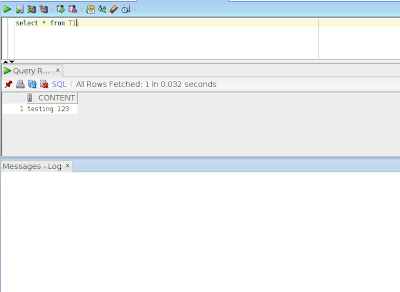 select * from T1;
Query R... ×
SQL | All Rows Fetched: 1 in 0.032 seconds
CONTENT
1 testing 123
Messages - Log ×